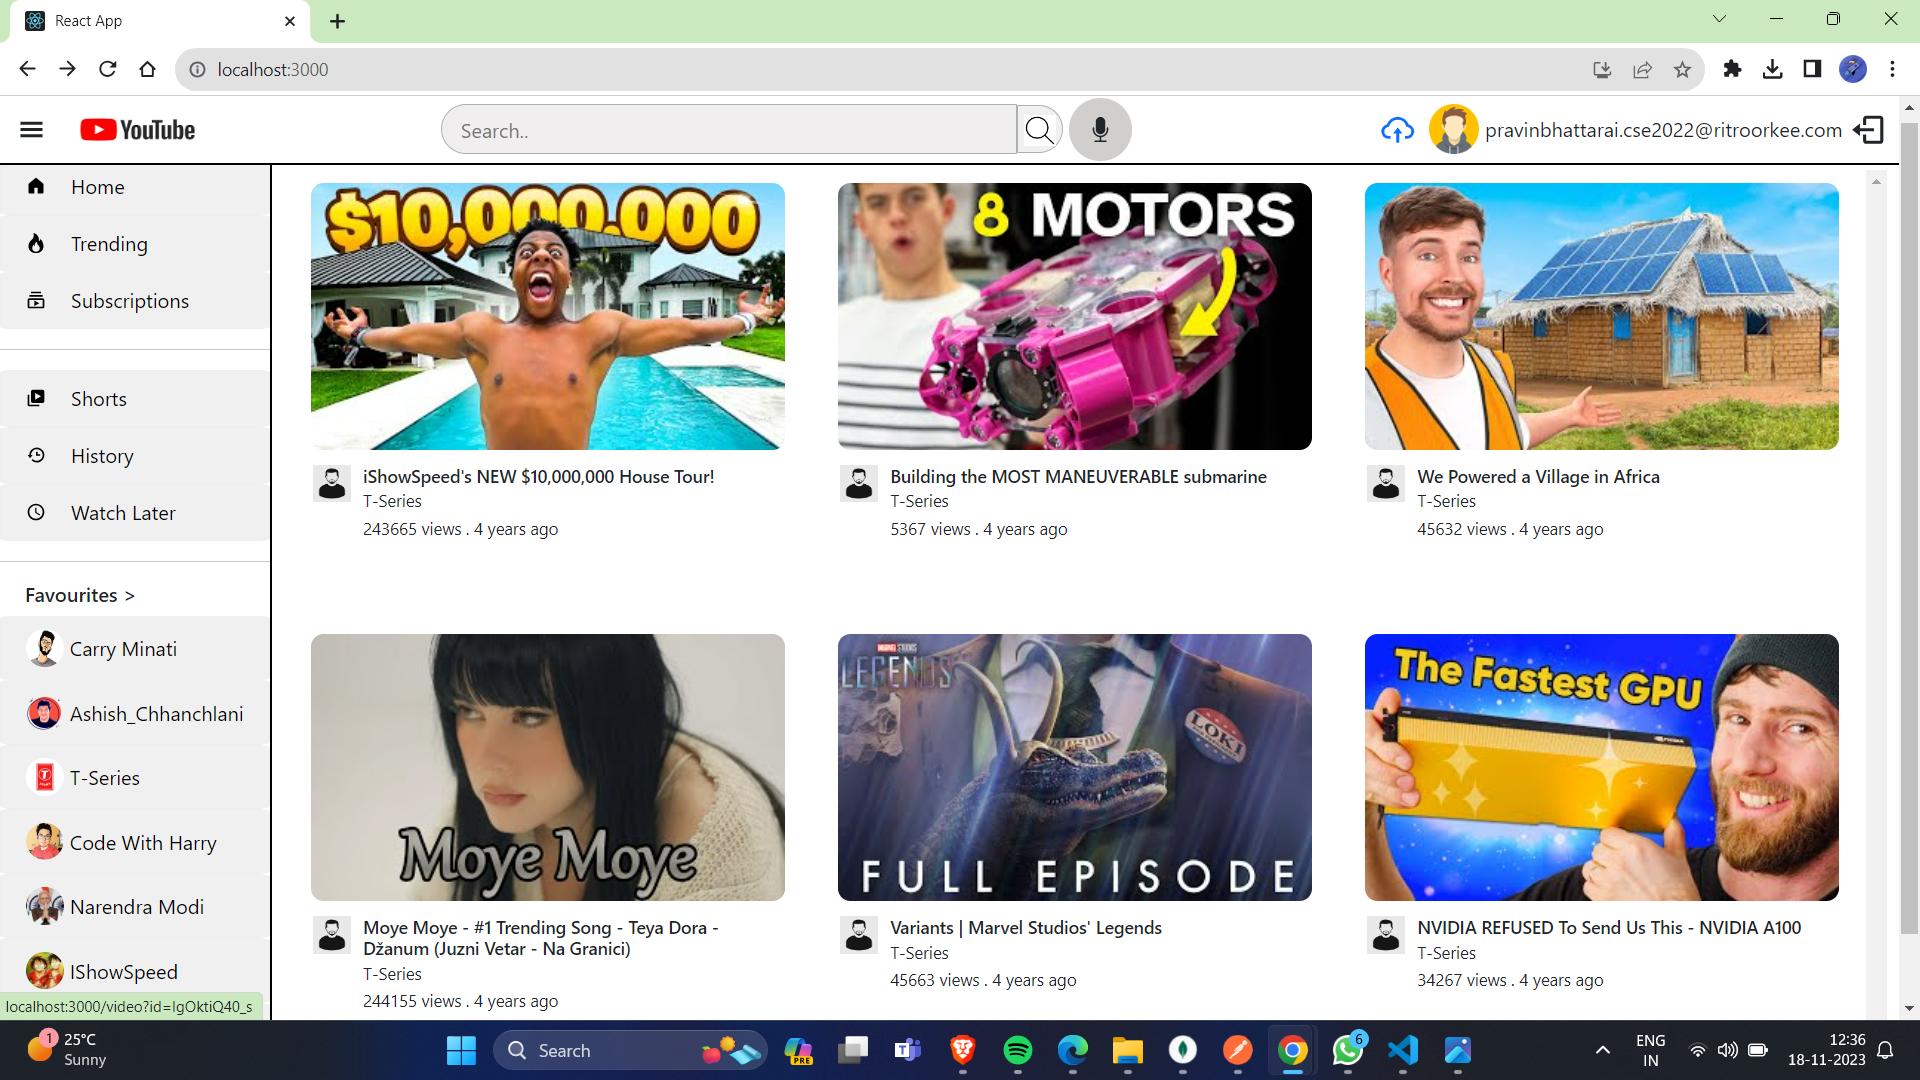 React App
localhost:3000
YouTube
Search..
pravinbhattarai.cse2022@ritroorkee.com
Home
Trending
Subscriptions
Shorts
History
Watch Later
Favourites >
Carry Minati
Ashish_Chhanchlani
T-Series
Code With Harry
Narendra Modi
IShowSpeed
localhost:3000/video?id=IgOktiQ40_s
$10,000,000
iShowSpeed's NEW $10,000,000 House Tour!
T-Series
243665 views . 4 years ago
8 MOTORS
Building the MOST MANEUVERABLE submarine
T-Series
5367 views . 4 years ago
We Powered a Village in Africa
T-Series
45632 views . 4 years ago
Moye Moye
Moye Moye - #1 Trending Song - Teya Dora -
Džanum (Juzni Vetar - Na Granici)
T-Series
244155 views . 4 years ago
MARVEL STUDIOS
LEGENDS
LOKI
FULL EPISODE
Variants | Marvel Studios' Legends
T-Series
45663 views . 4 years ago
The Fastest GPU
NVIDIA
NVIDIA REFUSED To Send Us This - NVIDIA A100
T-Series
34267 views . 4 years ago
1
25°C
Sunny
Search
PRE
6
ENG
IN
12:36
18-11-2023